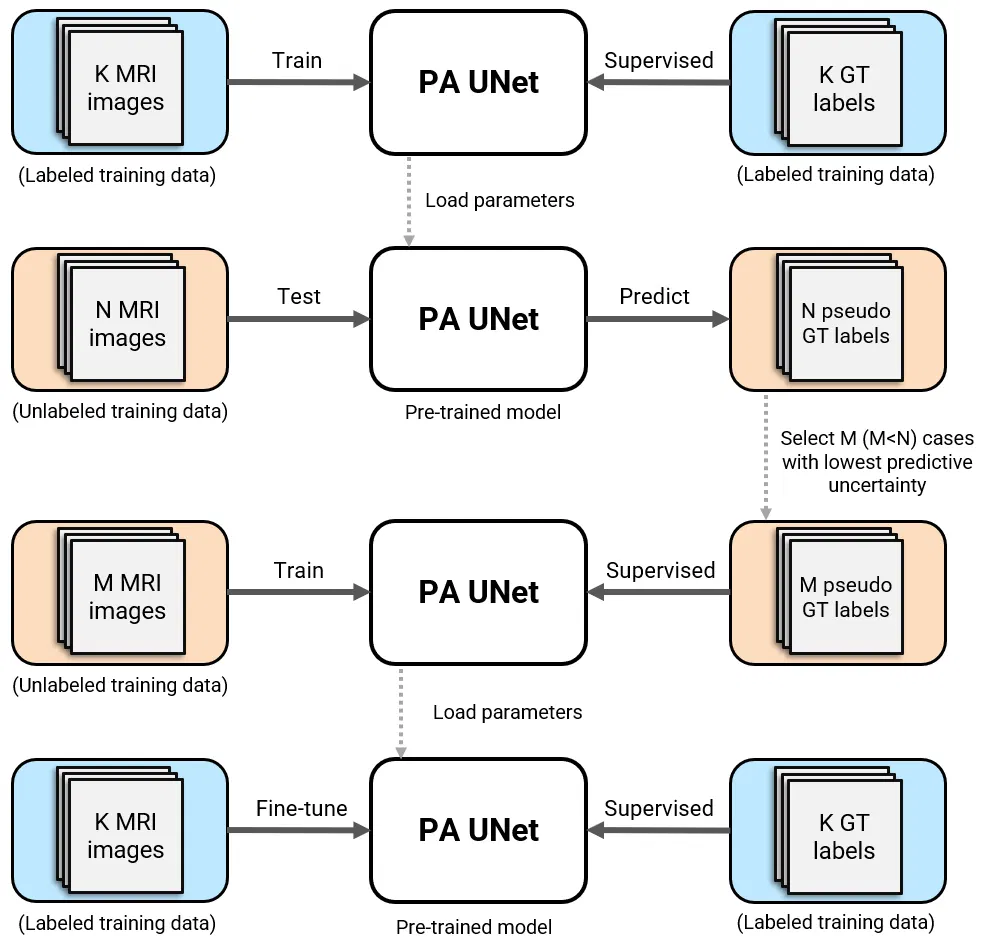 K MRI
images
Train
PA UNet
Supervised
K GT
labels
(Labeled training data)
(Labeled training data)
Load parameters
N MRI
images
Test
PA UNet
Predict
N pseudo
GT labels
(Unlabeled training data)
Pre-trained model
Select M (M<N) cases
with lowest predictive
uncertainty
M MRI
images
Train
PA UNet
Supervised
M pseudo
GT labels
(Unlabeled training data)
Load parameters
K MRI
images
Fine-tune
PA UNet
Supervised
K GT
labels
(Labeled training data)
Pre-trained model
(Labeled training data)